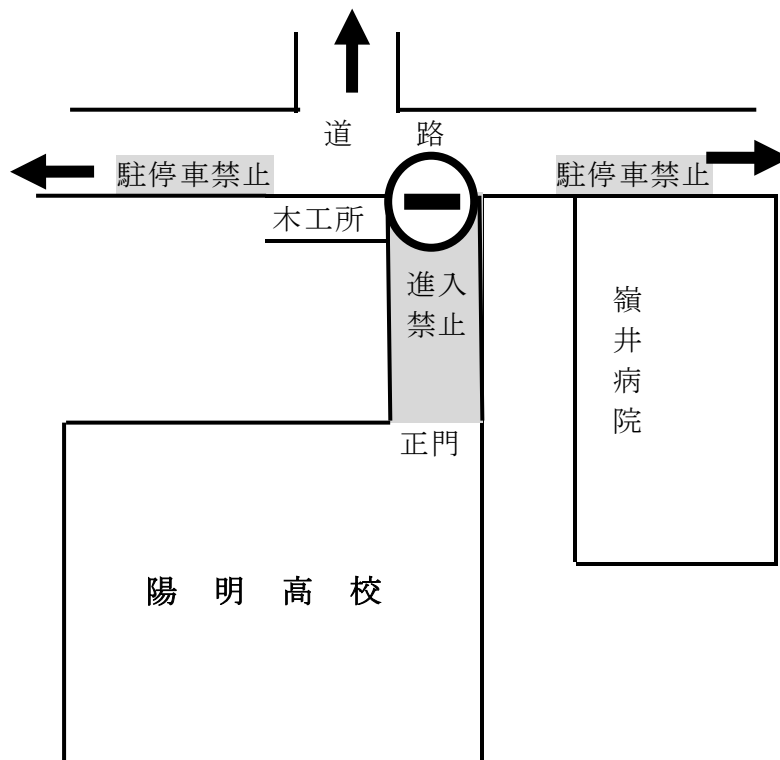 道　路
駐停車禁止
駐停車禁止
木工所
進入
禁止
嶺井病院
正門
陽明高校